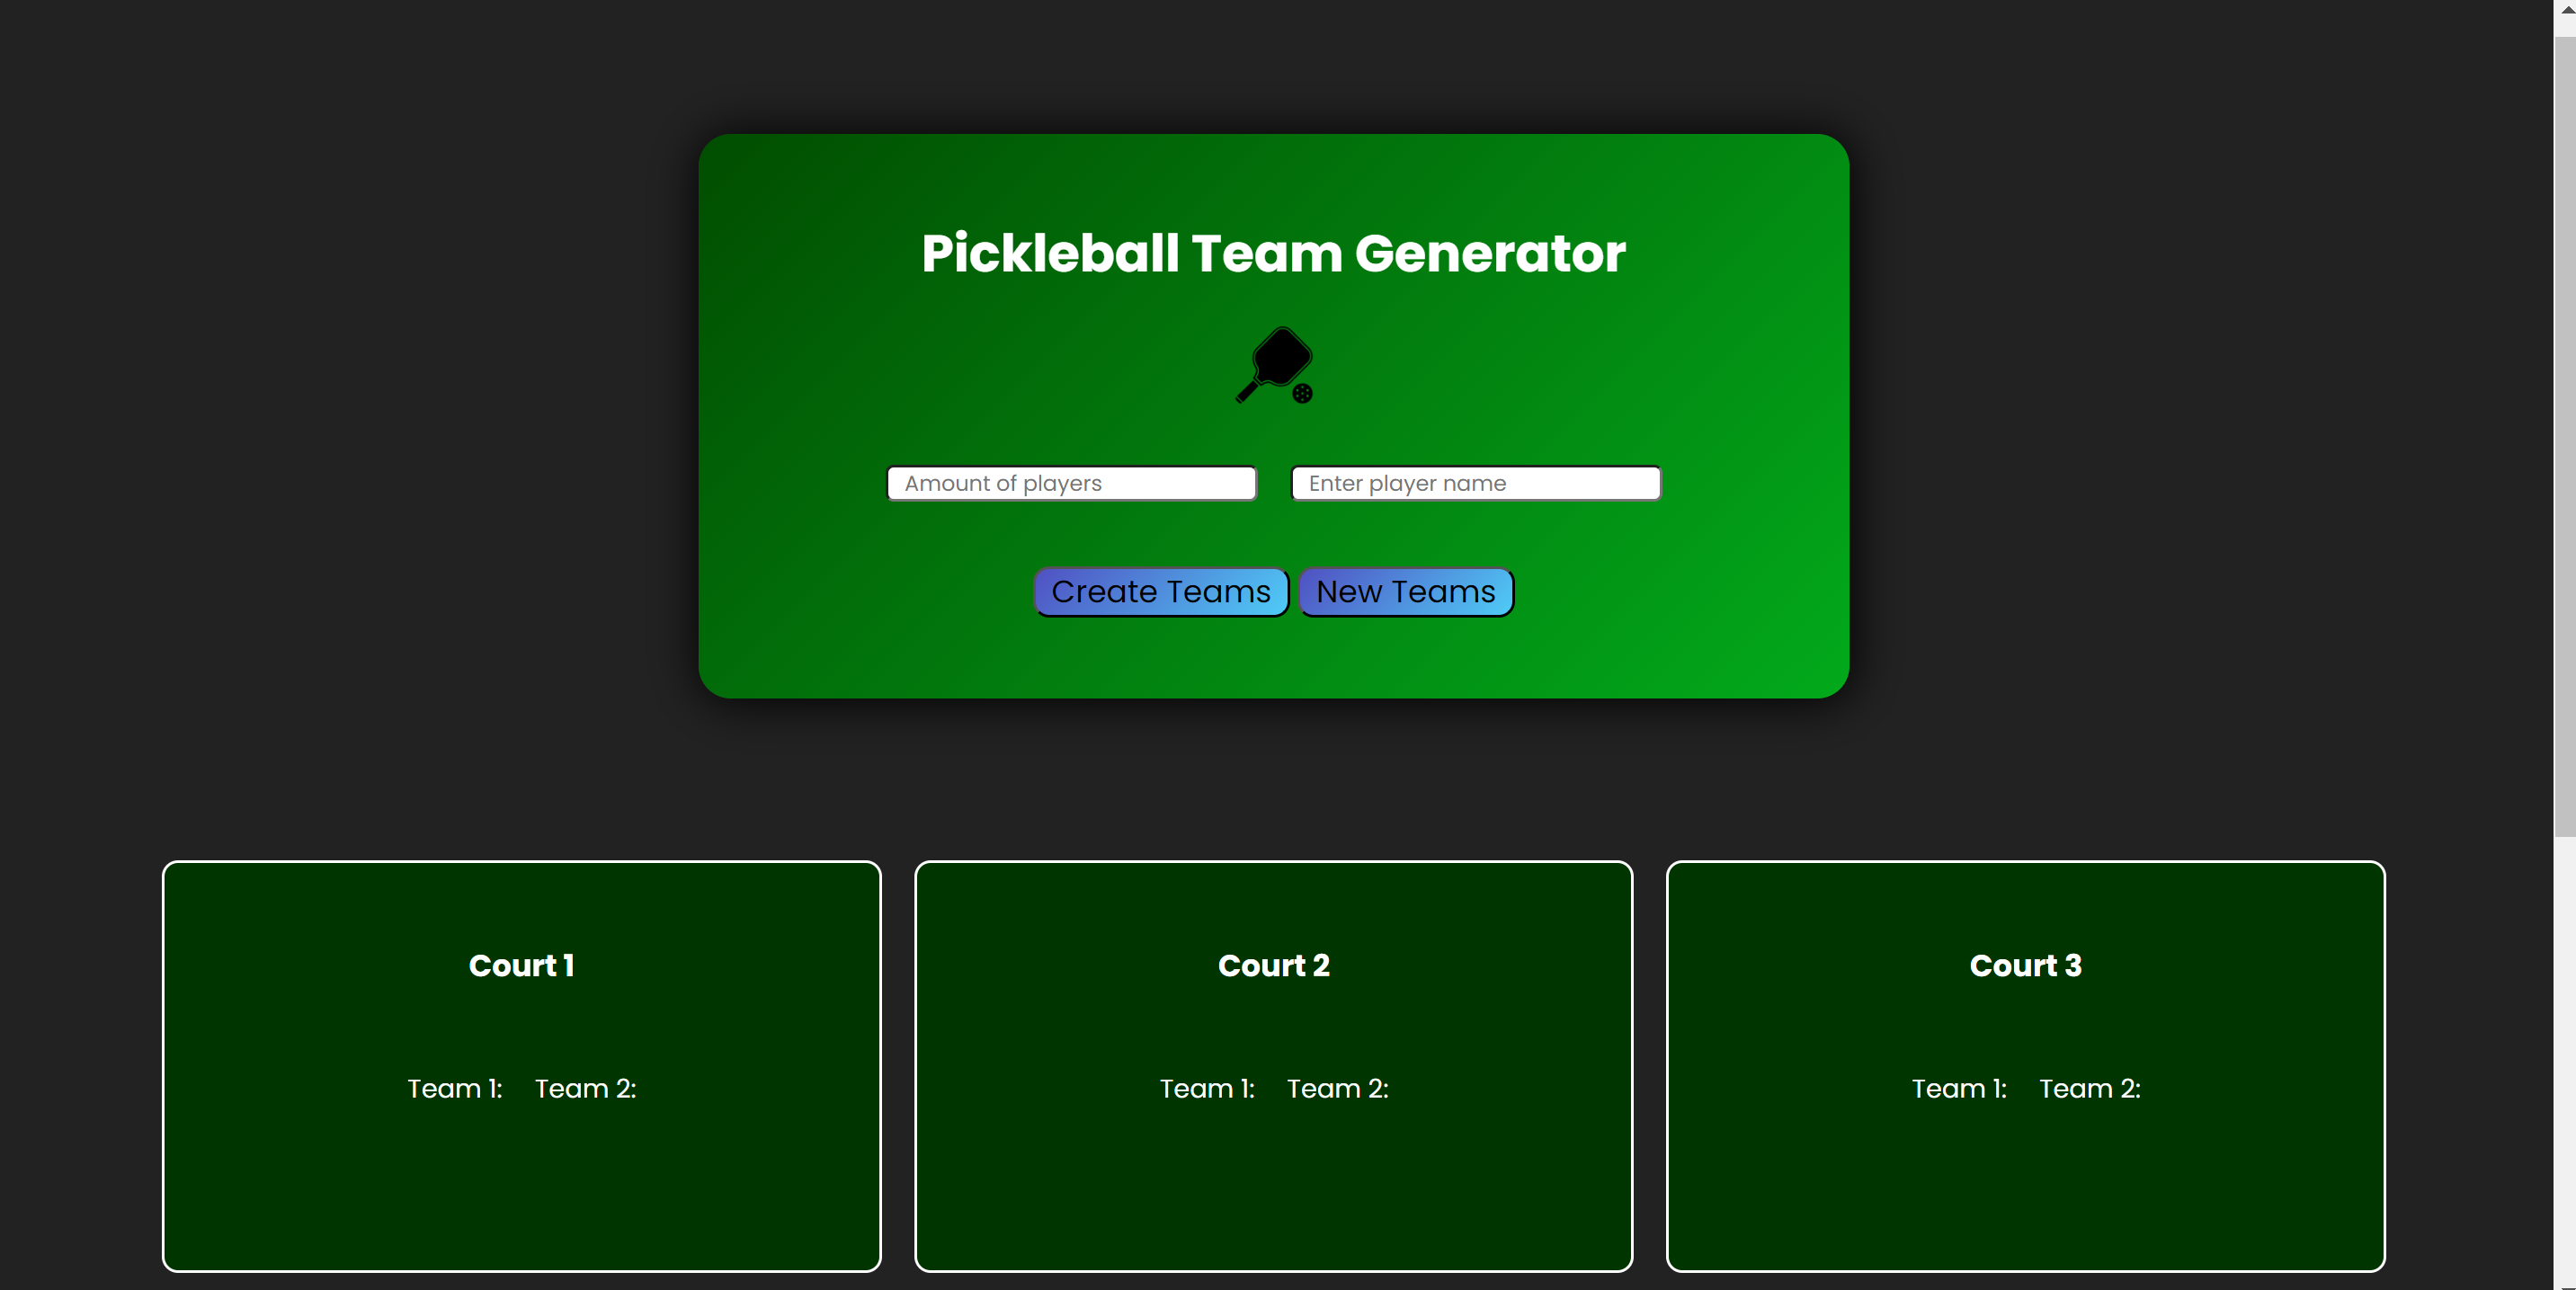 Pickleball Team Generator
Amount of players Enter player name
Create Teams New Teams
Court 1 Court 2 Court 3
Team 1: Team 2: Team 1: Team 2: Team 1: Team 2: